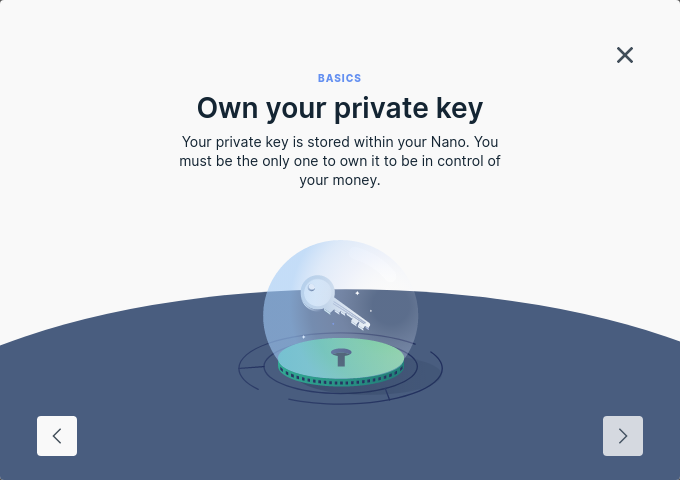 BASICS
Own your private key
Your private key is stored within your Nano. You
must be the only one to own it to be in control of
your money.